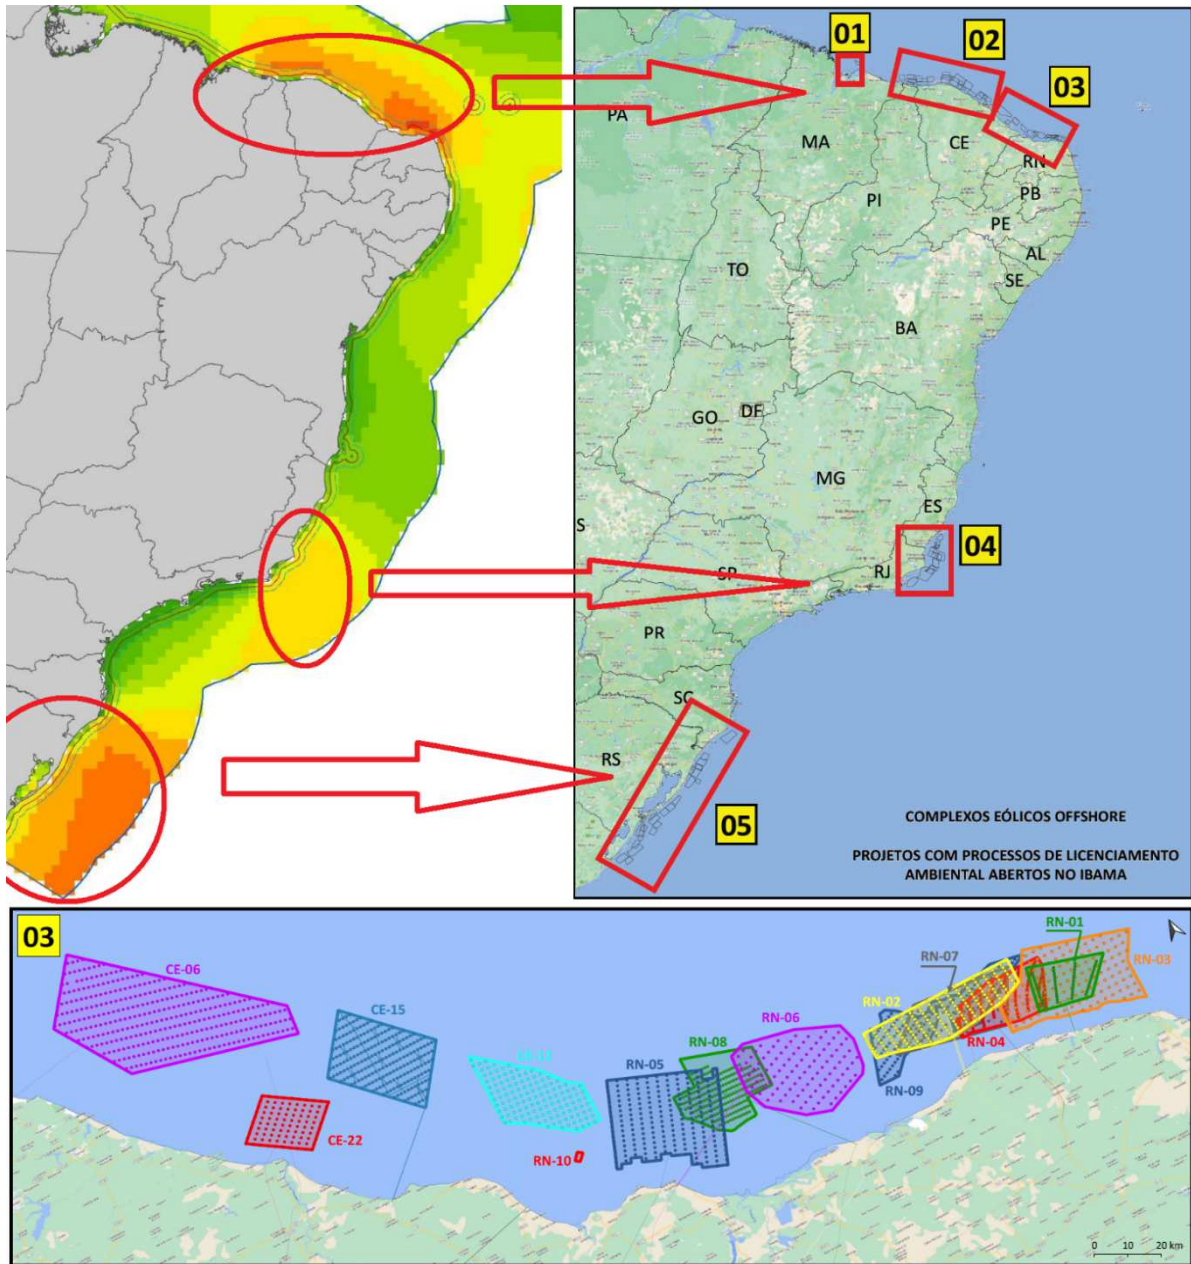 01
02
03
PA
MA
CE
RN
PI
PB
PE
AL
TO
SE
BA
GO
DF
MG
ES
S
04
SP
RJ
PR
SC
RS
05
COMPLEXOS EÓLICOS OFFSHORE
PROJETOS COM PROCESSOS DE LICENCIAMENTO
AMBIENTAL ABERTOS NO IBAMA
03
RN-01
CE-06
RN-07
RN-03
CE-15
RN-02
RN-06
RN-04
RN-08
RN-05
RN-09
CE-22
RN-10
0 10 20 km